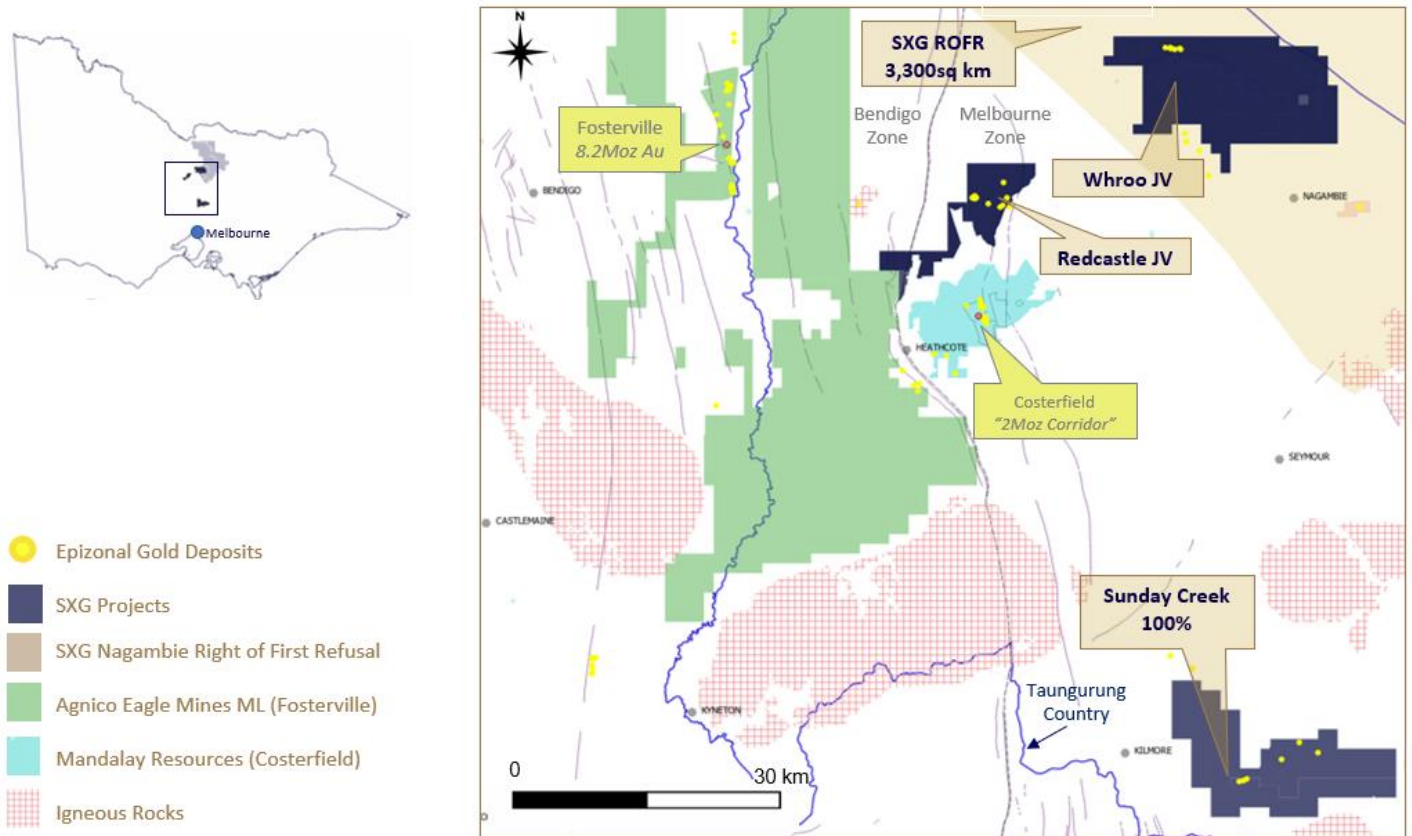 Melbourne
Epizonal Gold Deposits
SXG Projects
SXG Nagambie Right of First Refusal
Agnico Eagle Mines ML (Fosterville)
Mandalay Resources (Costerfield)
Igneous Rocks
N
SXG ROFR
3,300sq km
Fosterville
8.2Moz Au
Bendigo
Zone
Melbourne
Zone
Whroo JV
BENDIGO
NAGAMBIE
Redcastle JV
HEATHCOTE
Costerfield
“2Moz Corridor”
SEYMOUR
CASTLEMAINE
Sunday Creek
100%
Taungurung
Country
KYNETON
KILMORE
0
30 km